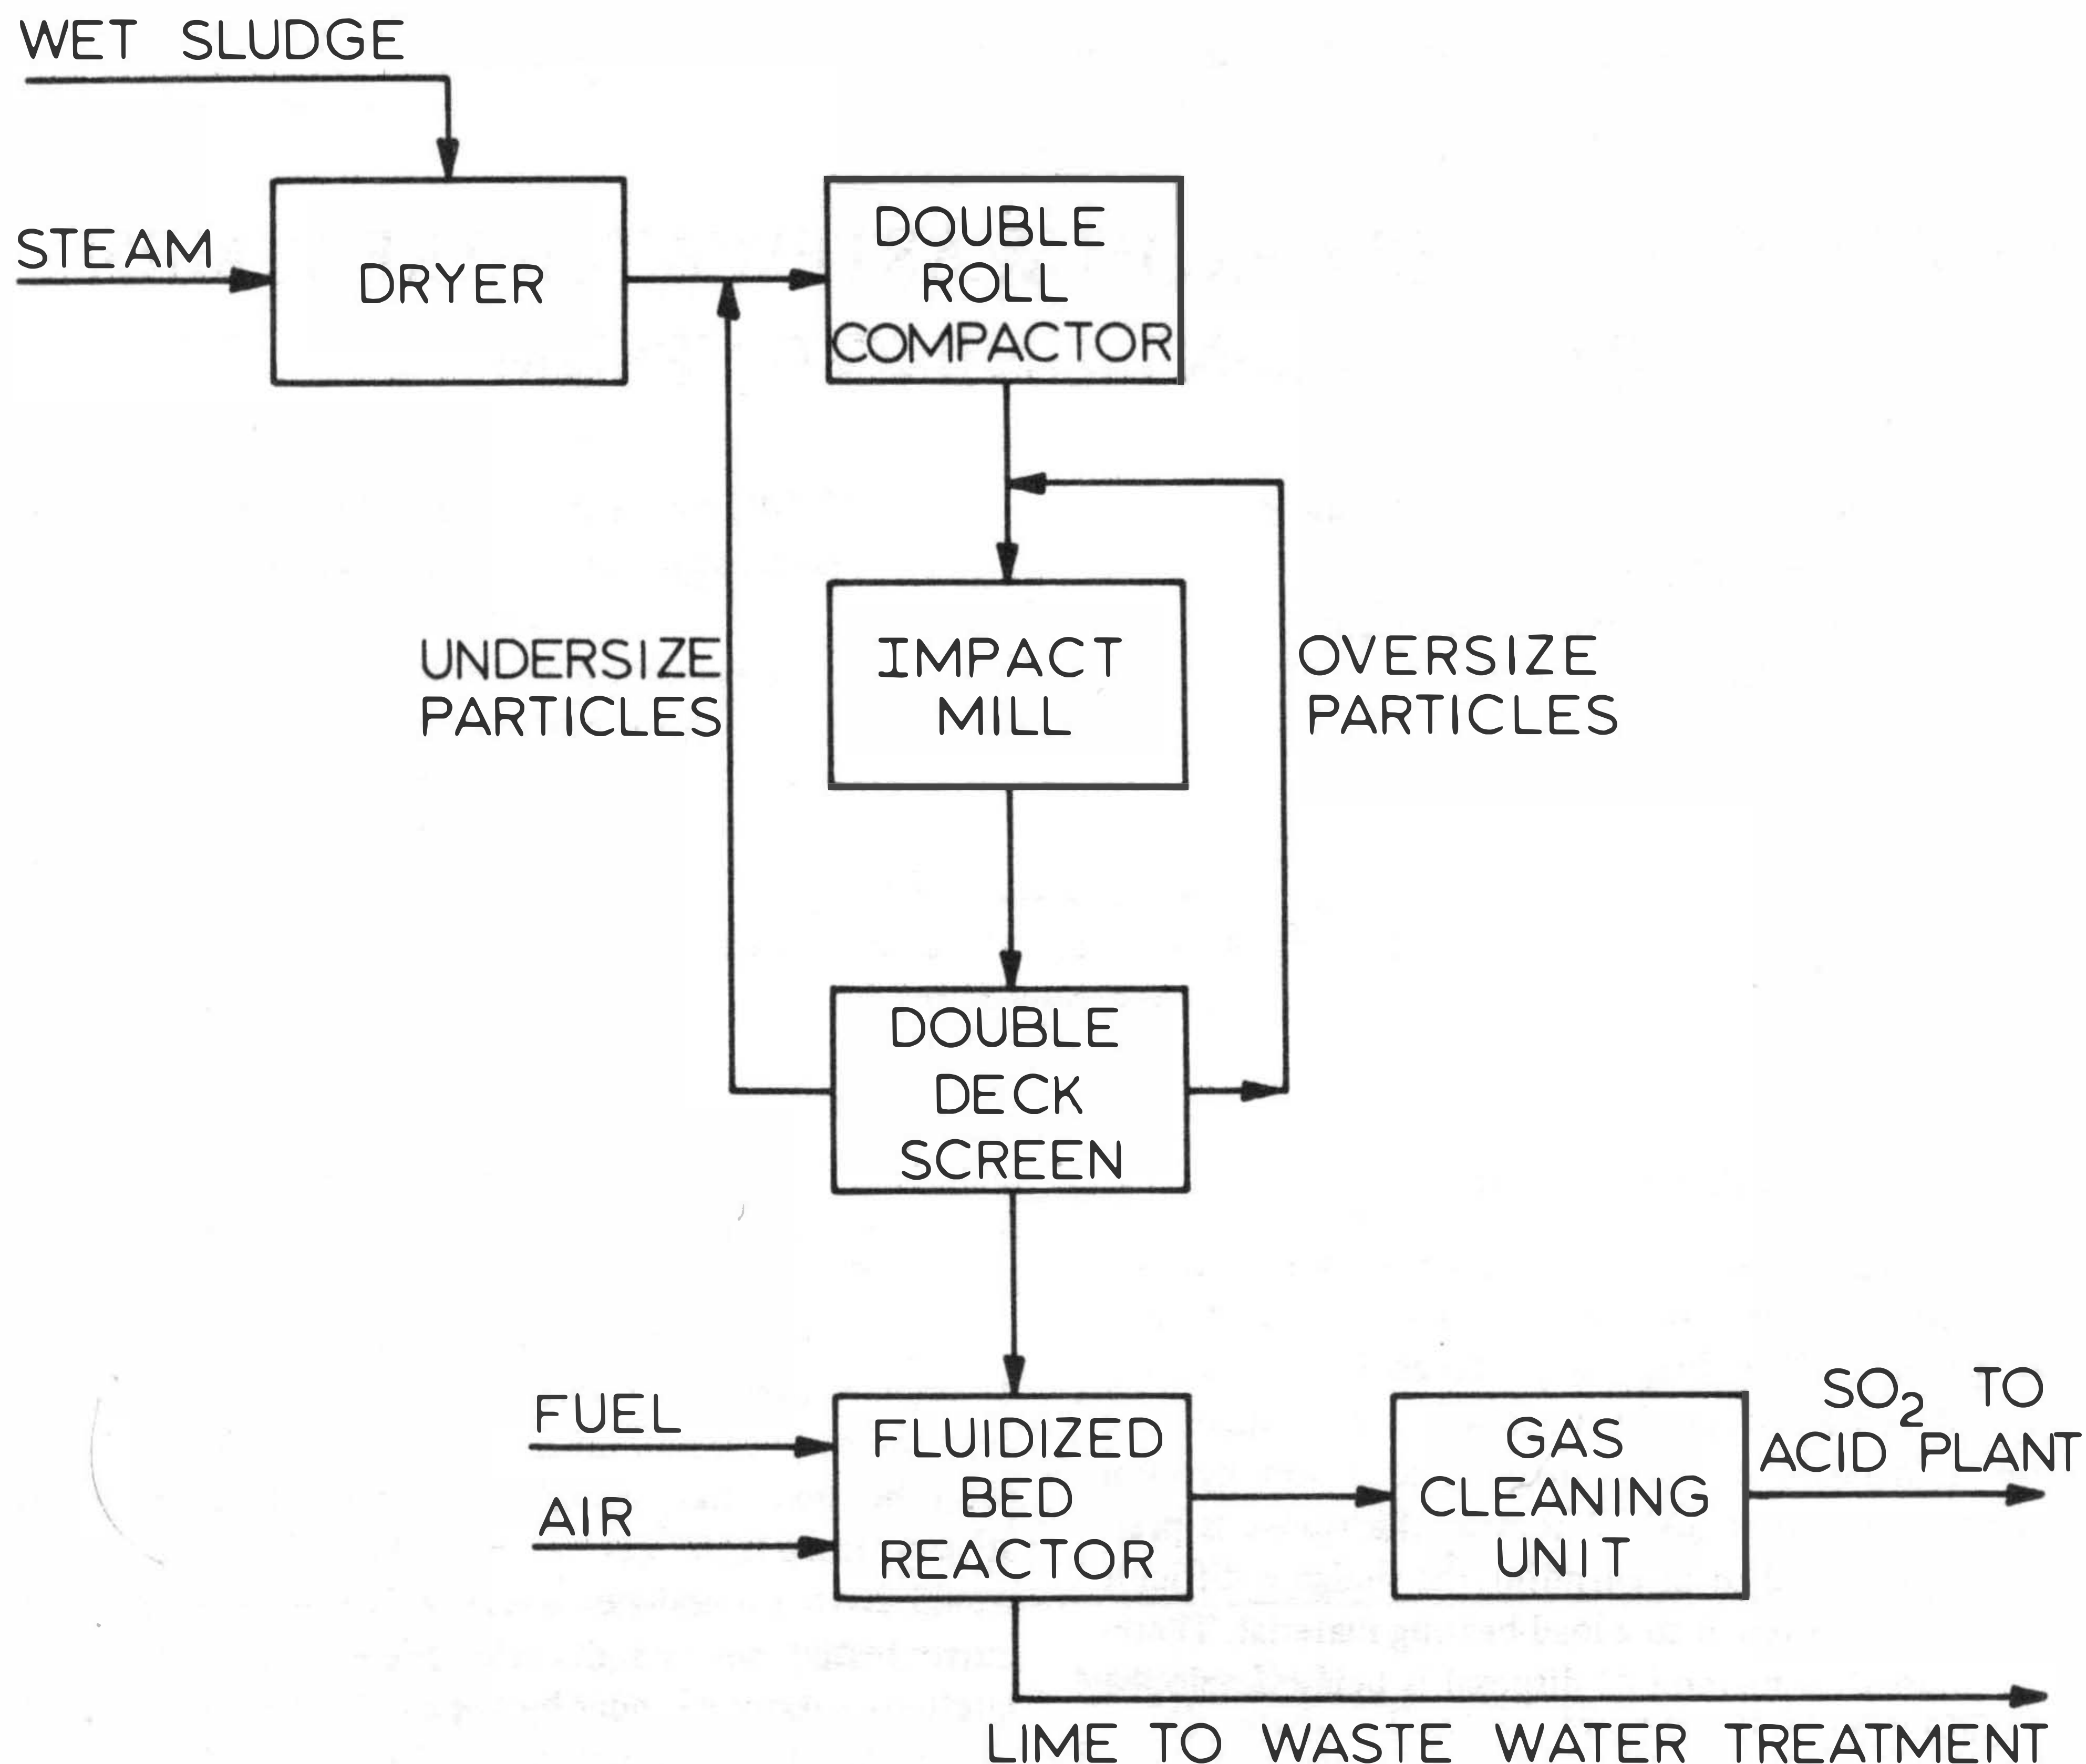 WET SLUDGE
STEAM
DRYER
DOUBLE
ROLL
COMPACTOR
UNDERSIZE
PARTICLES
IMPACT
MILL
OVERSIZE
PARTICLES
DOUBLE
DECK
SCREEN
FUEL
AIR
FLUIDIZED
BED
REACTOR
GAS
CLEANING
UNIT
SO₂ TO
ACID PLANT
LIME TO WASTE WATER TREATMENT